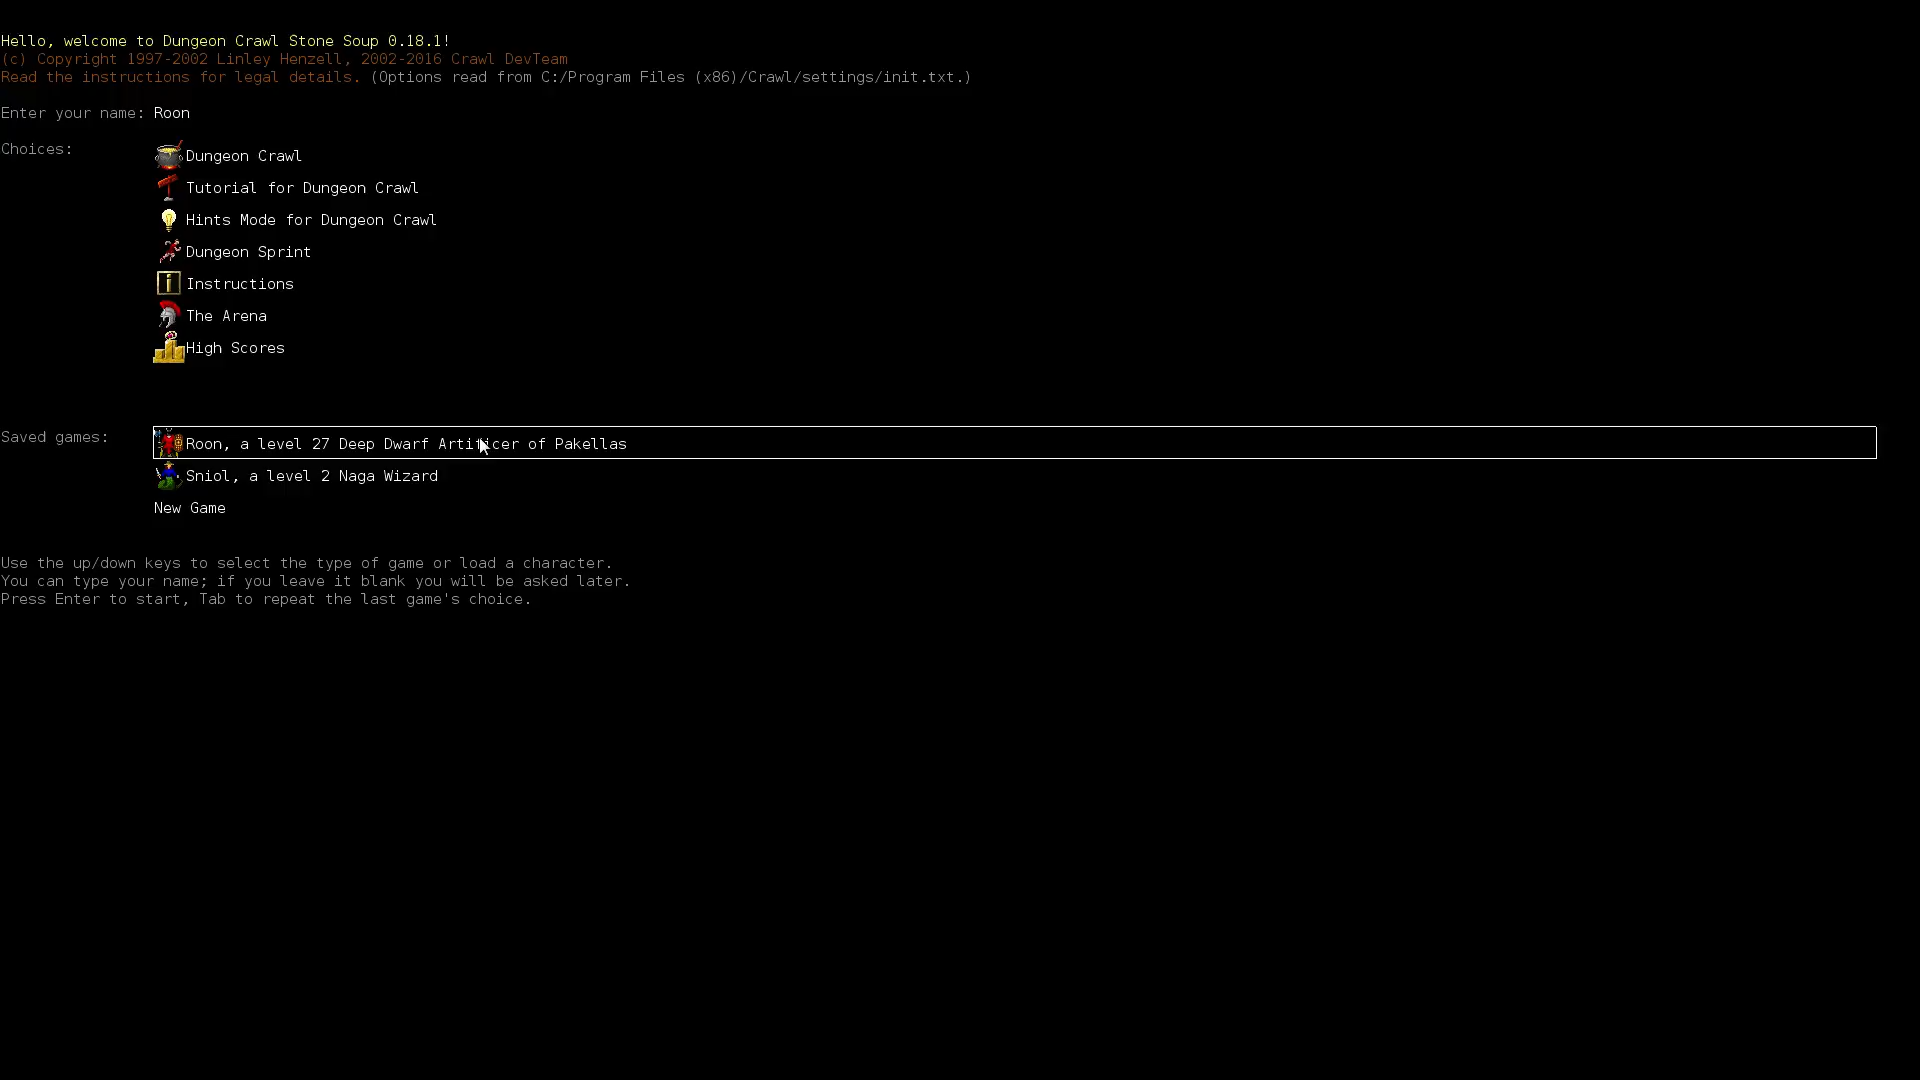 Hello, welcome to Dungeon Crawl Stone Soup 0.18.1!
(c) Copyright 1997-2002 Linley Henzell, 2002-2016 Crawl DevTeam
Read the instructions for legal details. (Options read from C:/Program Files (x86)/Crawl/settings/init.txt.)
Enter your name: Roon
Choices:
Dungeon Crawl
Tutorial for Dungeon Crawl
Hints Mode for Dungeon Crawl
Dungeon Sprint
Instructions
The Arena
High Scores
Saved games:
Roon, a level 27 Deep Dwarf Artificer of Pakellas
Sniol, a level 2 Naga Wizard
New Game
Use the up/down keys to select the type of game or load a character.
You can type your name; if you leave it blank you will be asked later.
Press Enter to start, Tab to repeat the last game's choice.